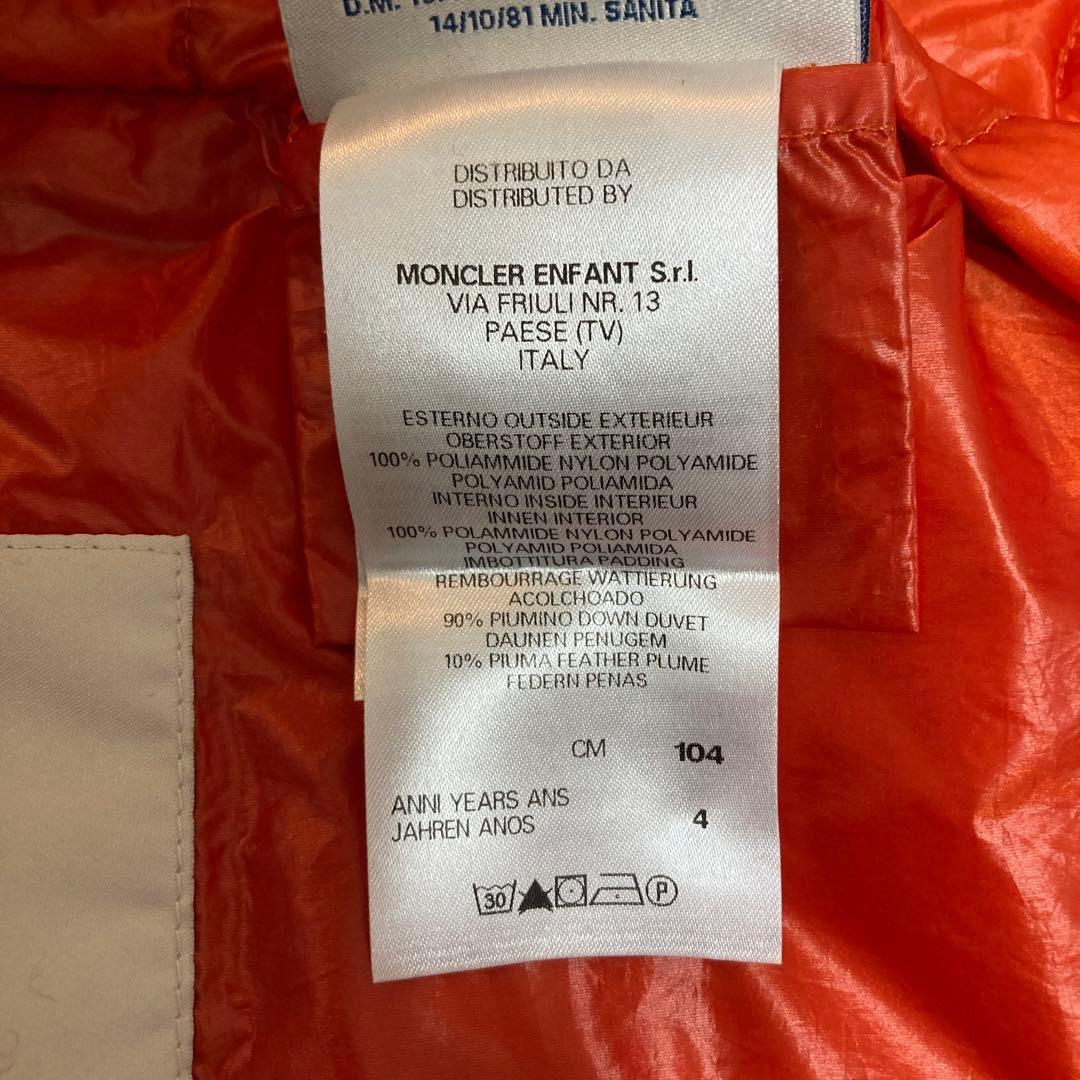 D.M.
14/10/81 MIN. SANITÀ
DISTRIBUITO DA
DISTRIBUTED BY
MONCLER ENFANT S.r.l.
VIA FRIULI NR. 13
PAESE (TV)
ITALY
ESTERNO OUTSIDE EXTERIEUR
OBERSTOFF EXTERIOR
100% POLIAMMIDE NYLON POLYAMIDE
POLYAMID POLIAMIDA
INTERNO INSIDE INTERIEUR
INNEN INTERIOR
100% POLAMMIDE NYLON POLYAMIDE
POLYAMID POLIAMIDA
IMBOTTITURA PADDING
REMBOURRAGE WATTIERUNG
ACOLCHOADO
90% PIUMINO DOWN DUVET
DAUNEN PENUGEM
10% PIUMA FEATHER PLUME
FEDERN PENAS
CM 104
ANNI YEARS ANS
JAHREN ANOS 4
30 P